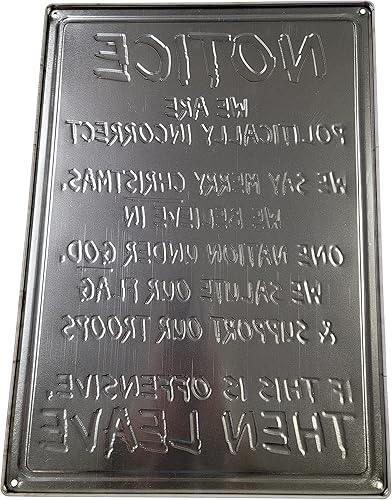 NOTICE
WE ARE
POLITICALLY INCORRECT
WE SAY MERRY CHRISTMAS,
WE BELIEVE IN
ONE NATION UNDER GOD,
WE SALUTE OUR FLAG
& SUPPORT OUR TROOPS
IF THIS IS OFFENSIVE,
THEN LEAVE